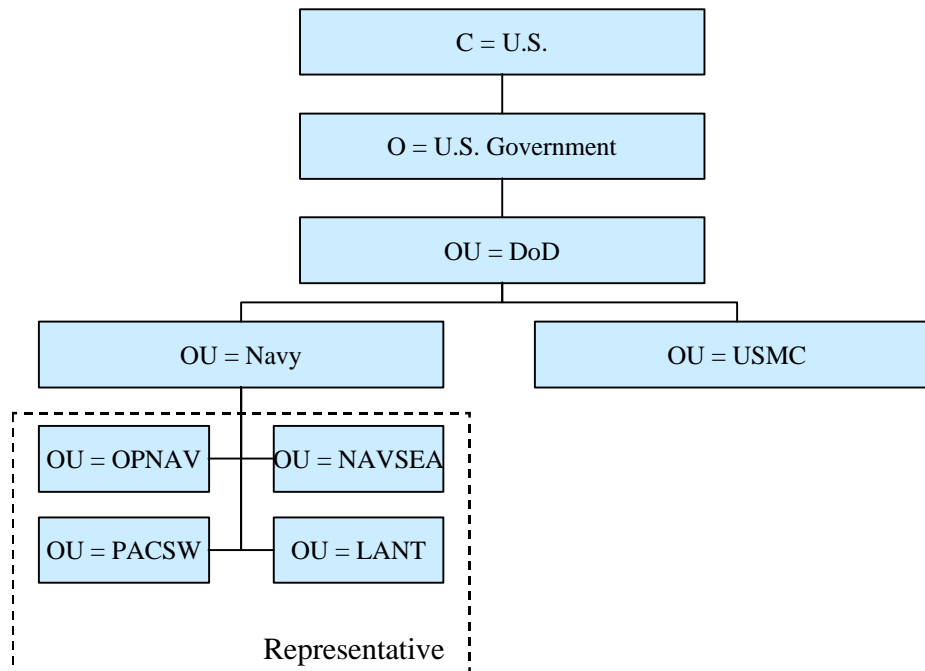 C = U.S.
O = U.S. Government
OU = DoD
OU = Navy
OU = USMC
OU = OPNAV
OU = NAVSEA
OU = PACSW
OU = LANT
Representative